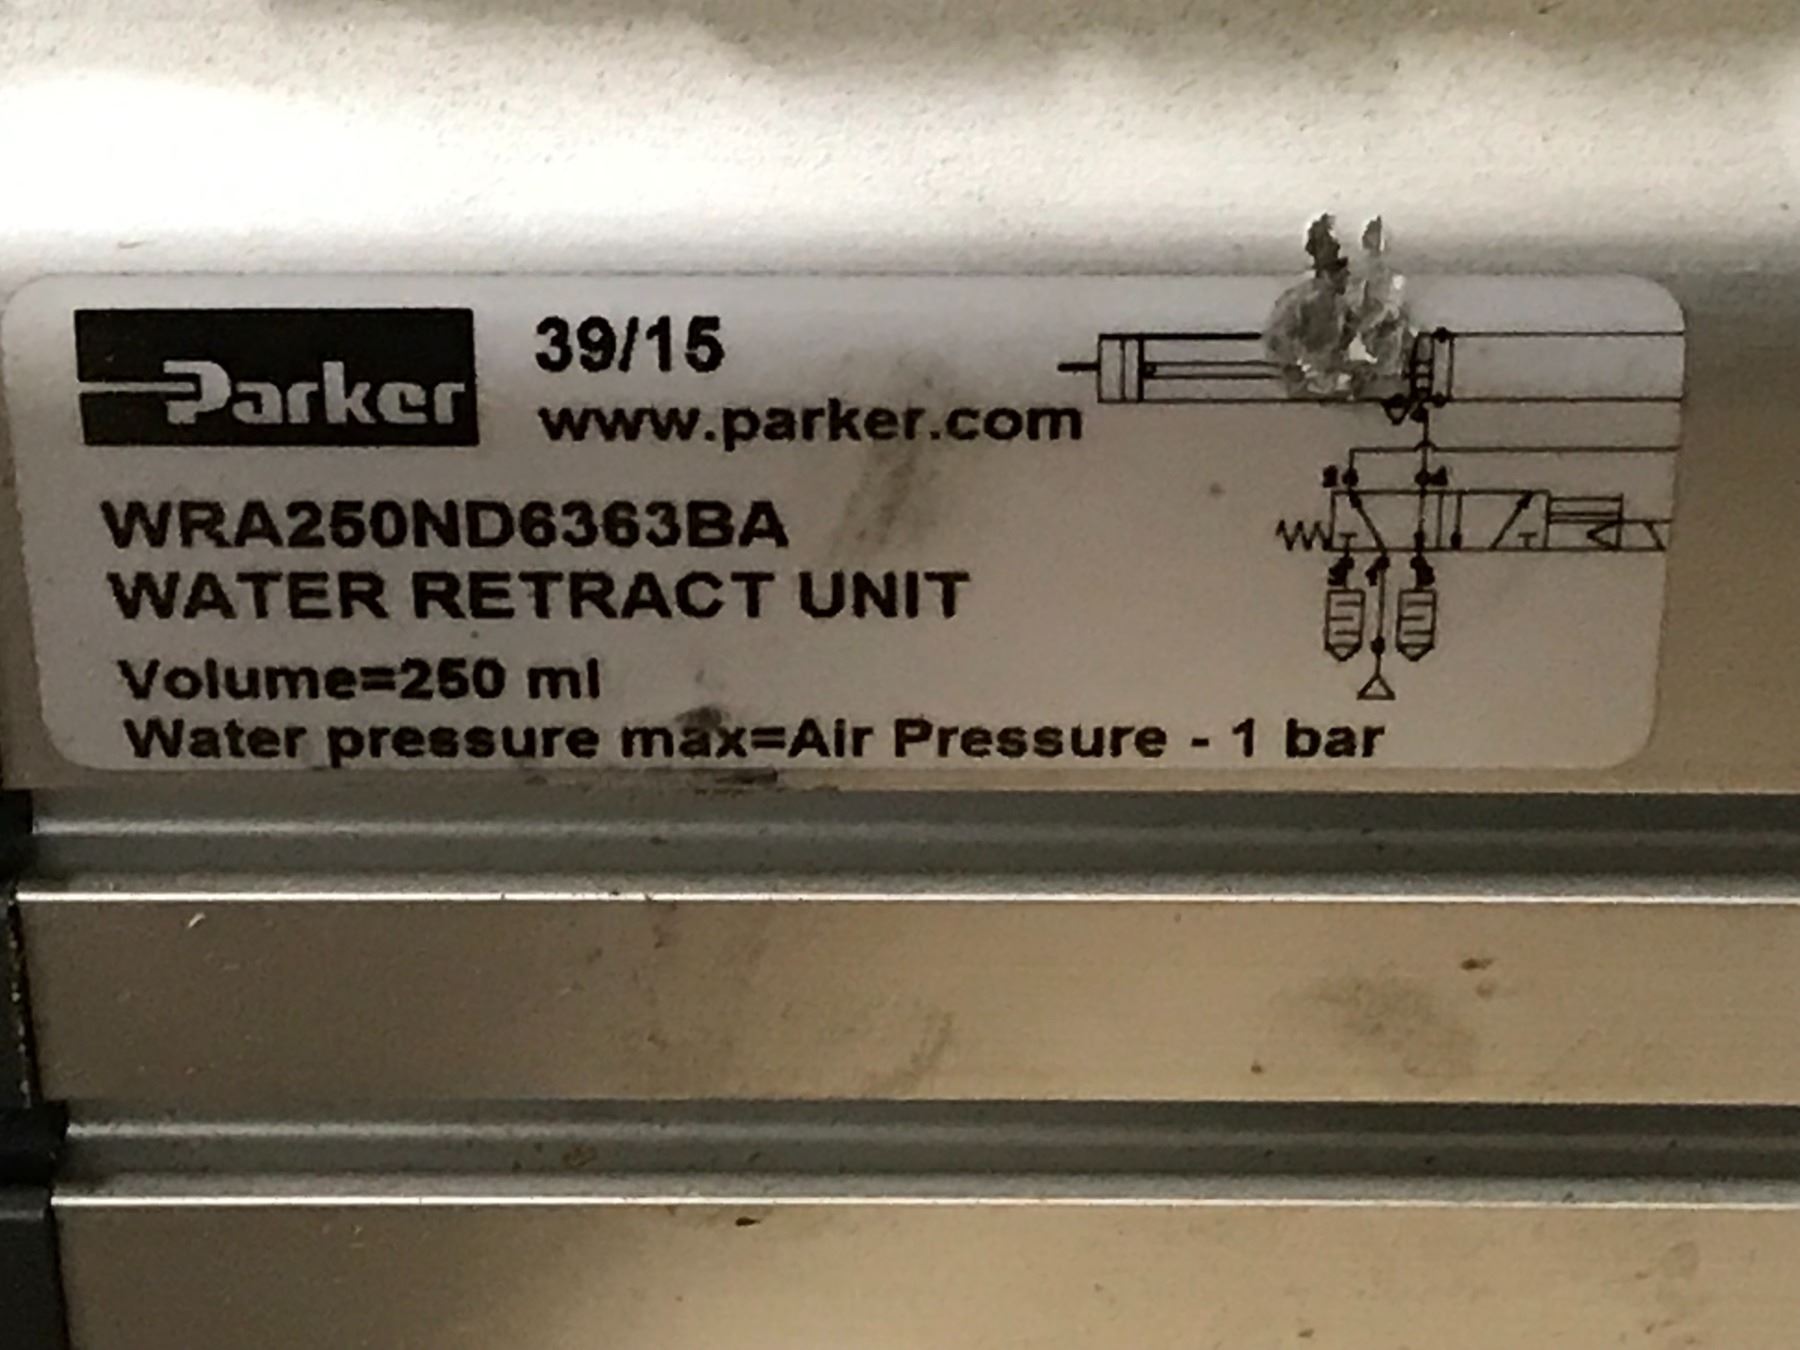 Parker
39/15
www.parker.com
WRA250ND6363BA
WATER RETRACT UNIT
Volume=250 ml
Water pressure max=Air Pressure - 1 bar